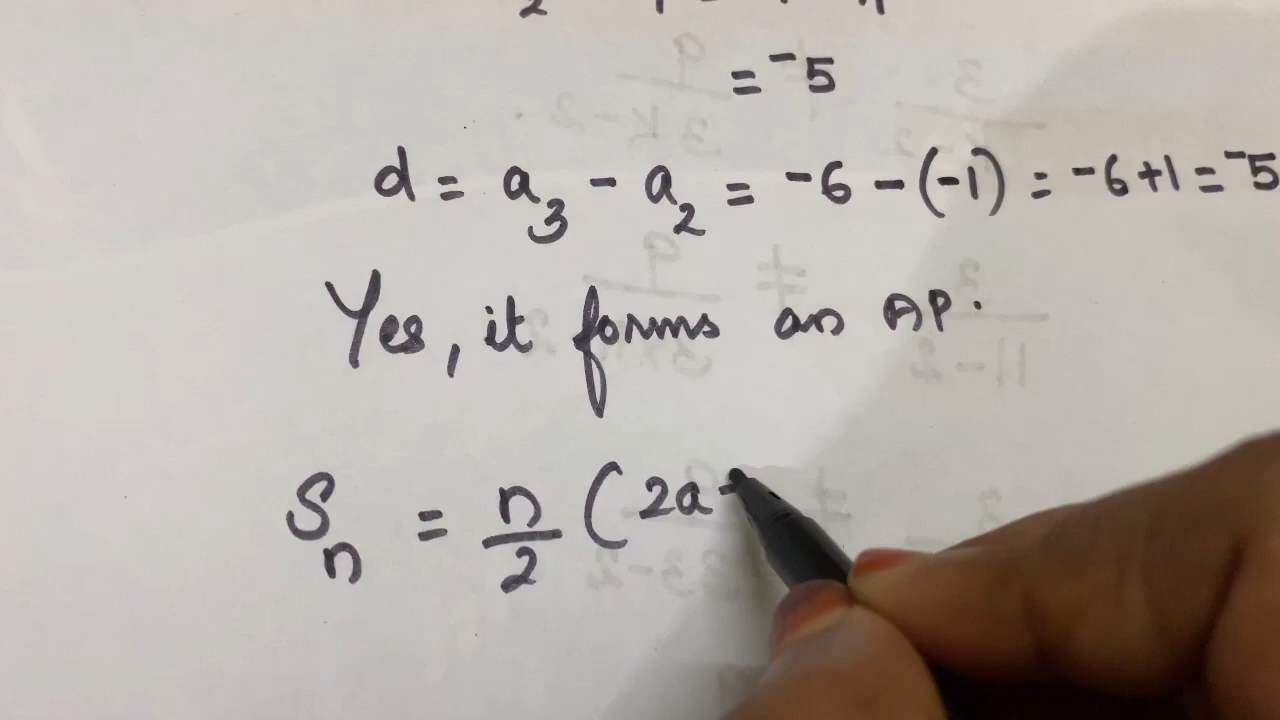 = -5
d = a₃ - a₂ = -6 - (-1) = -6+1 = -5
Yes, it forms an AP.
Sₙ = n/2 ( 2a